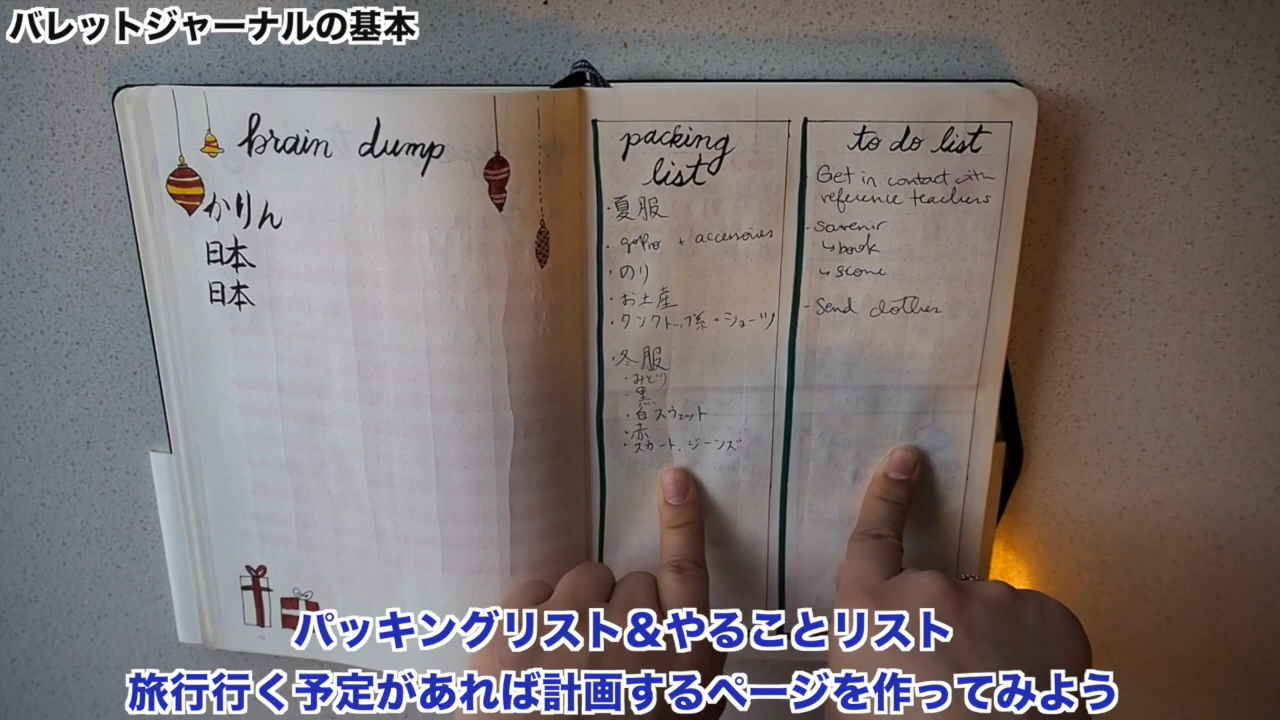 バレットジャーナルの基本
brain dump
かりん
日本
日本
packing
list
・夏服
・goPro + accessories
・のり
・お土産
・タンクトップ系・ショーツ
・冬服
・みどり
・黒
・白スウェット
・赤
・スカート、ジーンズ
to do list
- Get in contact with
reference teachers
- souvenir
↳ book
↳ scone
- Send clothes
パッキングリスト&やることリスト
旅行行く予定があれば計画するページを作ってみよう